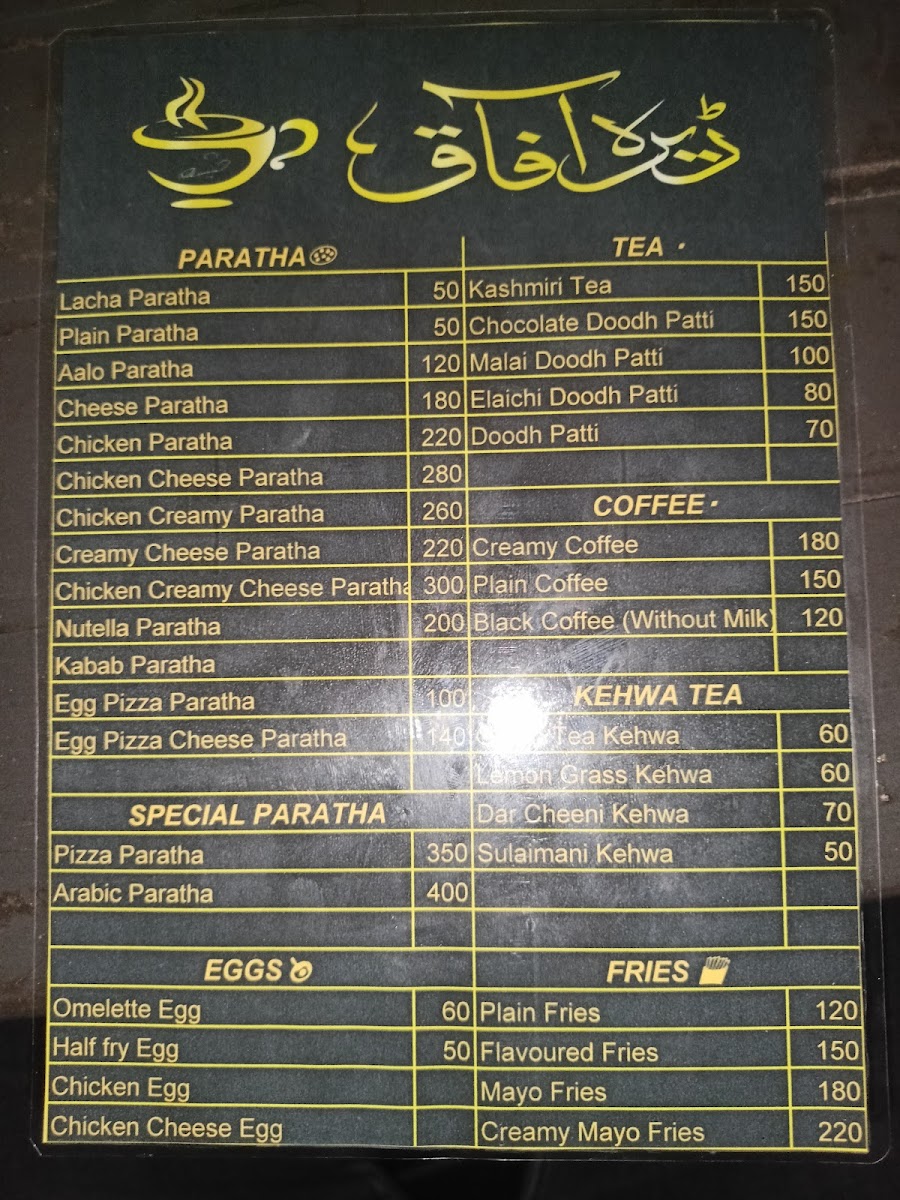 ڈیرہ آفاق
PARATHA
Lacha Paratha 50
Plain Paratha 50
Aalo Paratha 120
Cheese Paratha 180
Chicken Paratha 220
Chicken Cheese Paratha 280
Chicken Creamy Paratha 260
Creamy Cheese Paratha 220
Chicken Creamy Cheese Paratha 300
Nutella Paratha 200
Kabab Paratha
Egg Pizza Paratha 100
Egg Pizza Cheese Paratha 140
SPECIAL PARATHA
Pizza Paratha 350
Arabic Paratha 400
EGGS
Omelette Egg 60
Half fry Egg 50
Chicken Egg
Chicken Cheese Egg
TEA
Kashmiri Tea 150
Chocolate Doodh Patti 150
Malai Doodh Patti 100
Elaichi Doodh Patti 80
Doodh Patti 70
COFFEE
Creamy Coffee 180
Plain Coffee 150
Black Coffee (Without Milk) 120
KEHWA TEA
Tea Kehwa 60
Lemon Grass Kehwa 60
Dar Cheeni Kehwa 70
Sulaimani Kehwa 50
FRIES
Plain Fries 120
Flavoured Fries 150
Mayo Fries 180
Creamy Mayo Fries 220